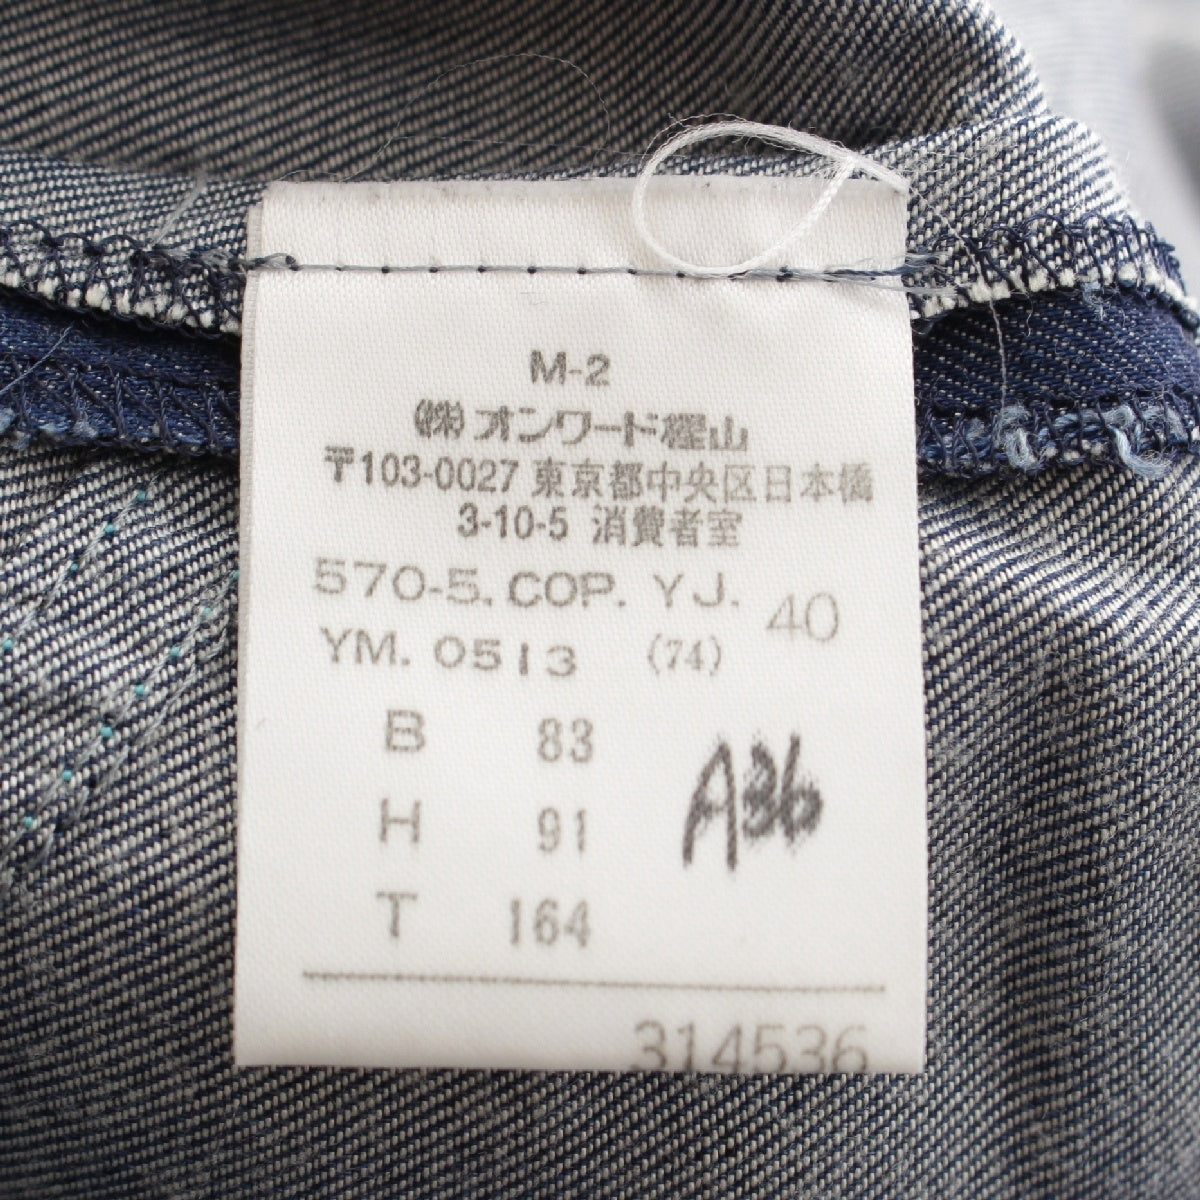 M-2
㈱オンワード樫山
〒103-0027 東京都中央区日本橋
3-10-5 消費者室
570-5. COP. YJ. 40
YM. 0513 (74)
B 83
H 91
A36
T 164
314536